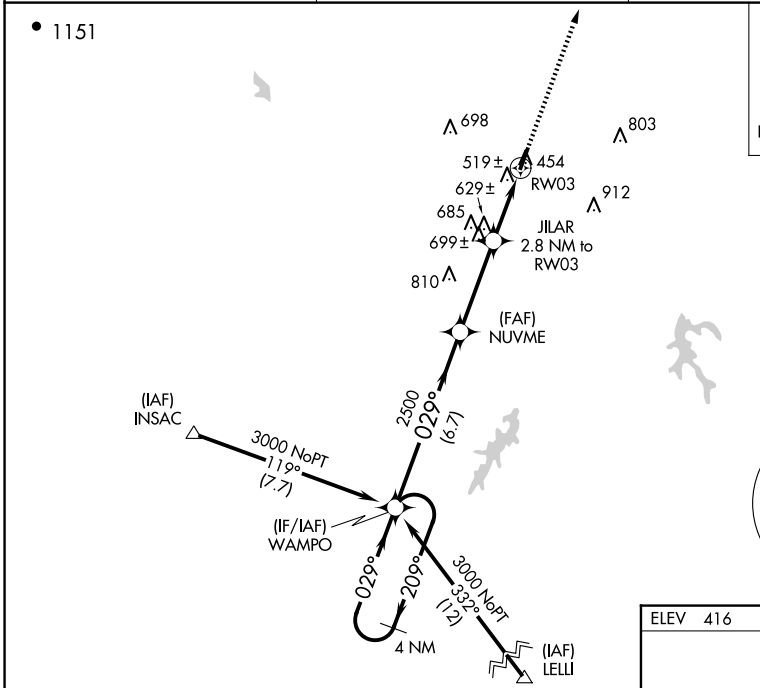 1151
698
803
519 ±
454
RW03
629 ±
912
685
JILAR
2.8 NM to
RW03
699 ±
810
(FAF)
NUVME
(IAF)
INSAC
2500
029°
(6.7)
3000 NoPT
119°
(7.7)
(IF/IAF)
WAMPO
029°
209°
3000 NoPT
332°
(12)
4 NM
(IAF)
LELLI
ELEV 416